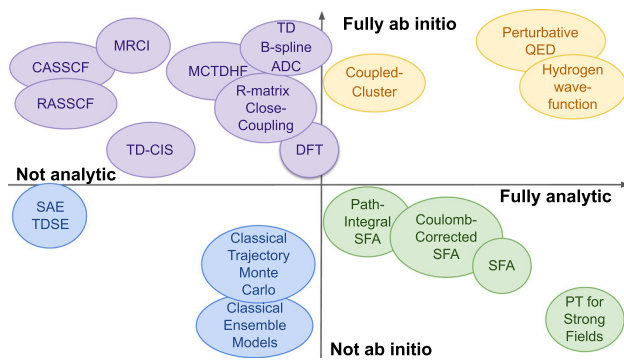 Fully ab initio
TD
B-spline
ADC
MRCI
CASSCF
MCTDHF
RASSCF
R-matrix
Close-
Coupling
TD-CIS
DFT
Coupled-
Cluster
Perturbative
QED
Hydrogen
wave-
function
Not analytic
Fully analytic
SAE
TDSE
Classical
Trajectory
Monte
Carlo
Classical
Ensemble
Models
Path-
Integral
SFA
Coulomb-
Corrected
SFA
SFA
PT for
Strong
Fields
Not ab initio